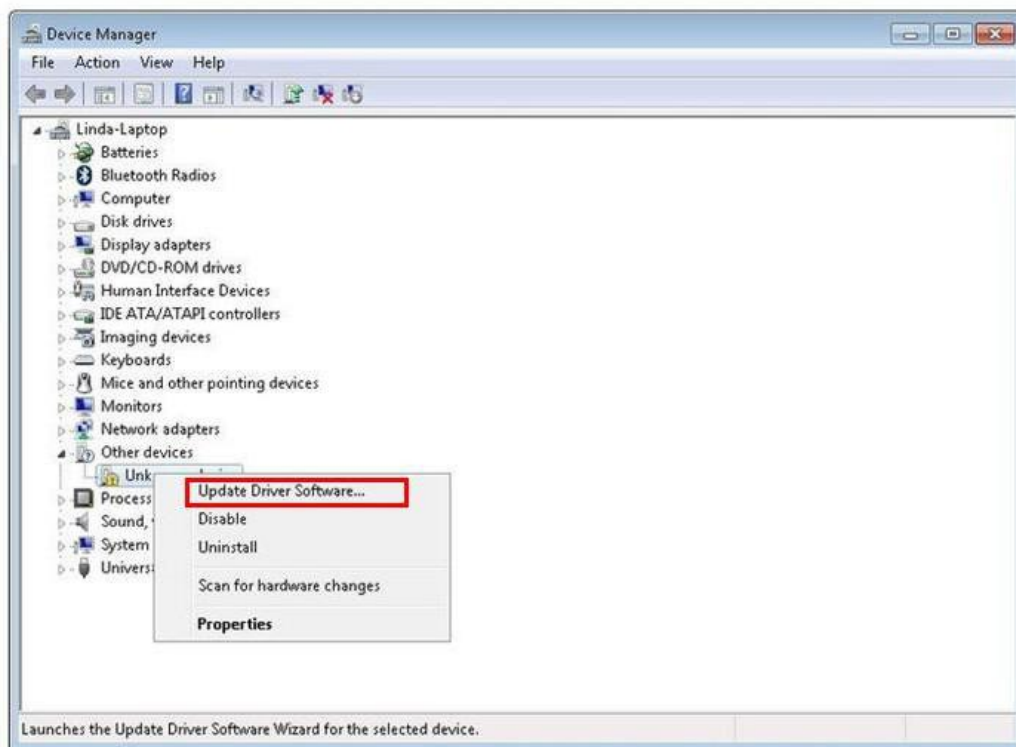 Device Manager
File Action View Help
Linda-Laptop
Batteries
Bluetooth Radios
Computer
Disk drives
Display adapters
DVD/CD-ROM drives
Human Interface Devices
IDE ATA/ATAPI controllers
Imaging devices
Keyboards
Mice and other pointing devices
Monitors
Network adapters
Other devices
Unk
Process
Sound,
System
Univers
Update Driver Software...
Disable
Uninstall
Scan for hardware changes
Properties
Launches the Update Driver Software Wizard for the selected device.